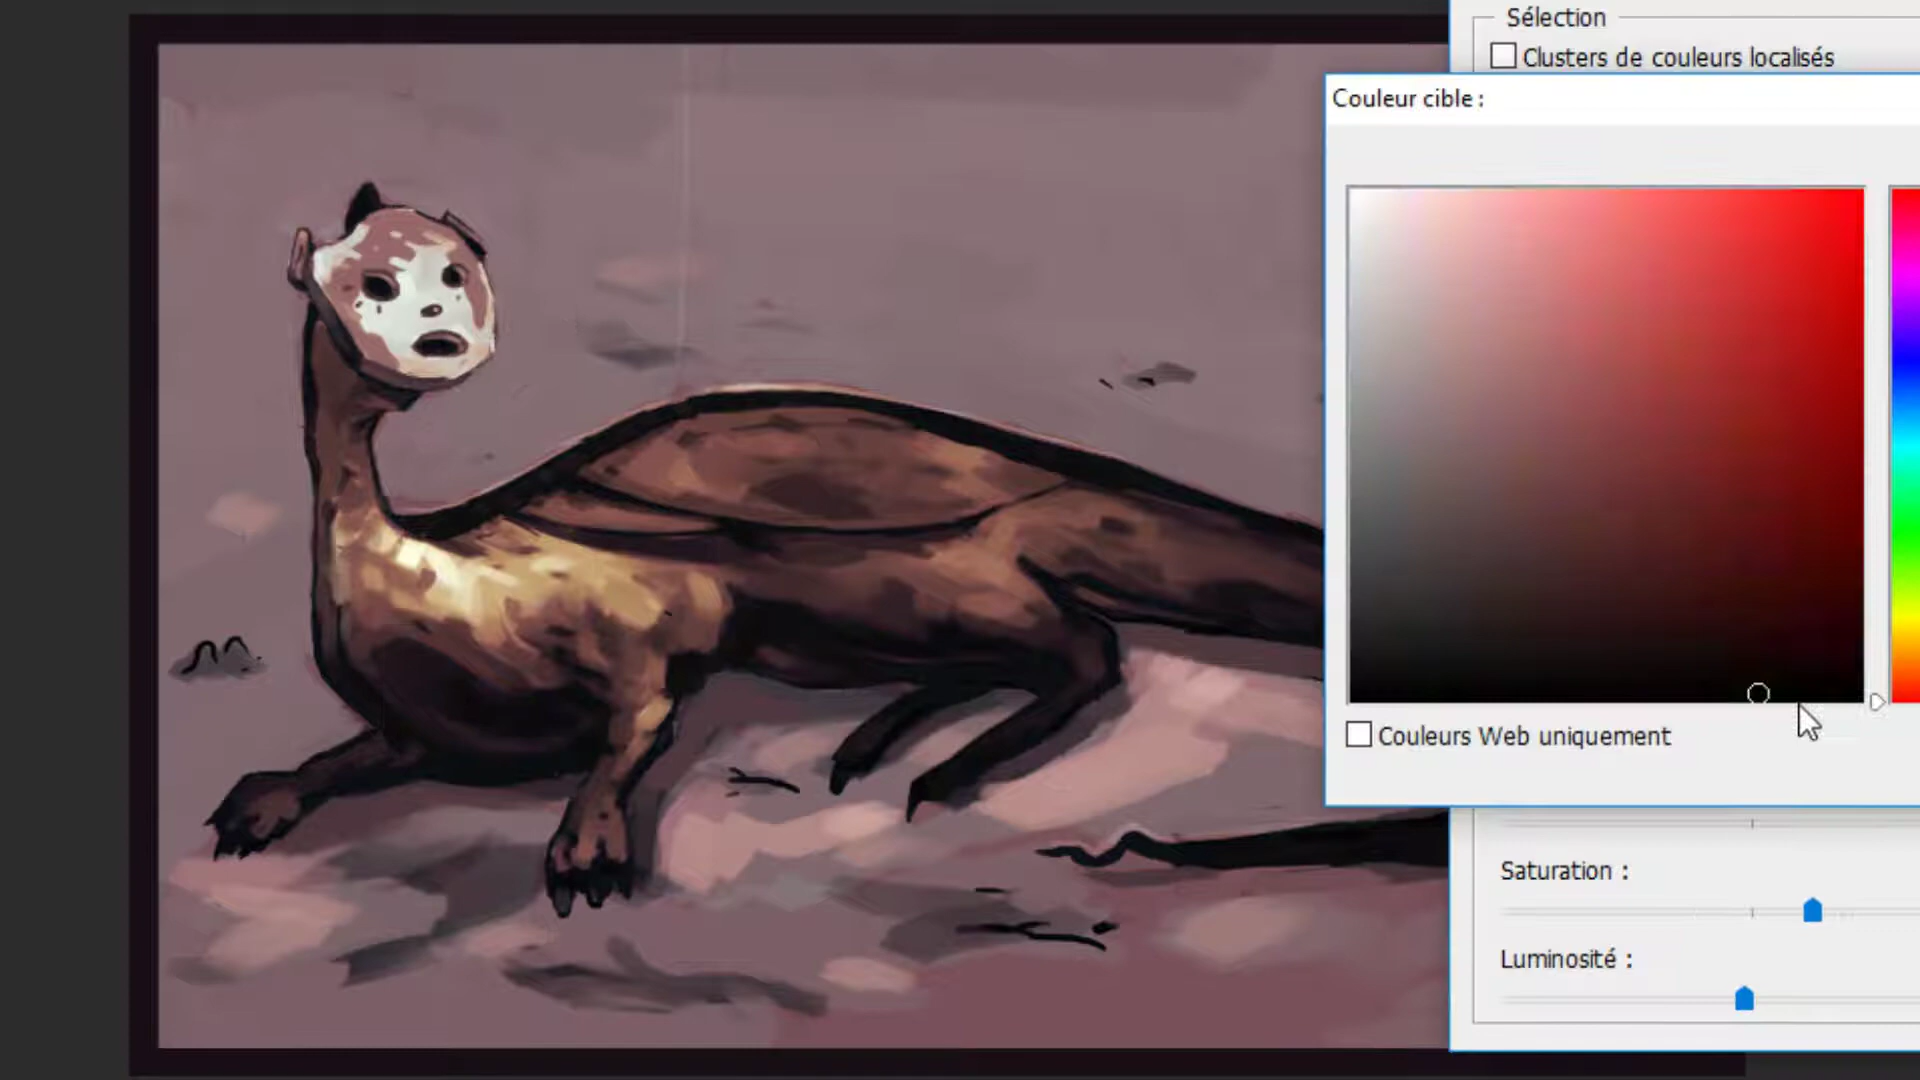 Sélection
Clusters de couleurs localisés
Couleur cible :
Couleurs Web uniquement
Saturation :
Luminosité :